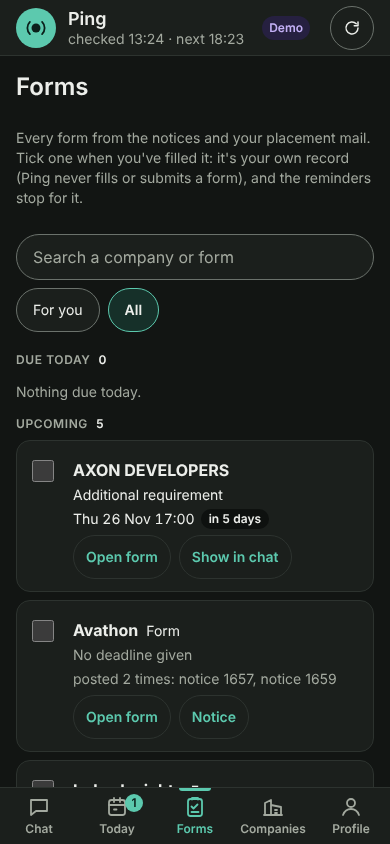 Ping
checked 13:24 · next 18:23
Demo
Forms
Every form from the notices and your placement mail.
Tick one when you've filled it: it's your own record
(Ping never fills or submits a form), and the reminders
stop for it.
Search a company or form
For you
All
DUE TODAY 0
Nothing due today.
UPCOMING 5
AXON DEVELOPERS
Additional requirement
Thu 26 Nov 17:00 in 5 days
Open form
Show in chat
Avathon Form
No deadline given
posted 2 times: notice 1657, notice 1659
Open form
Notice
Chat
1
Today
Forms
Companies
Profile